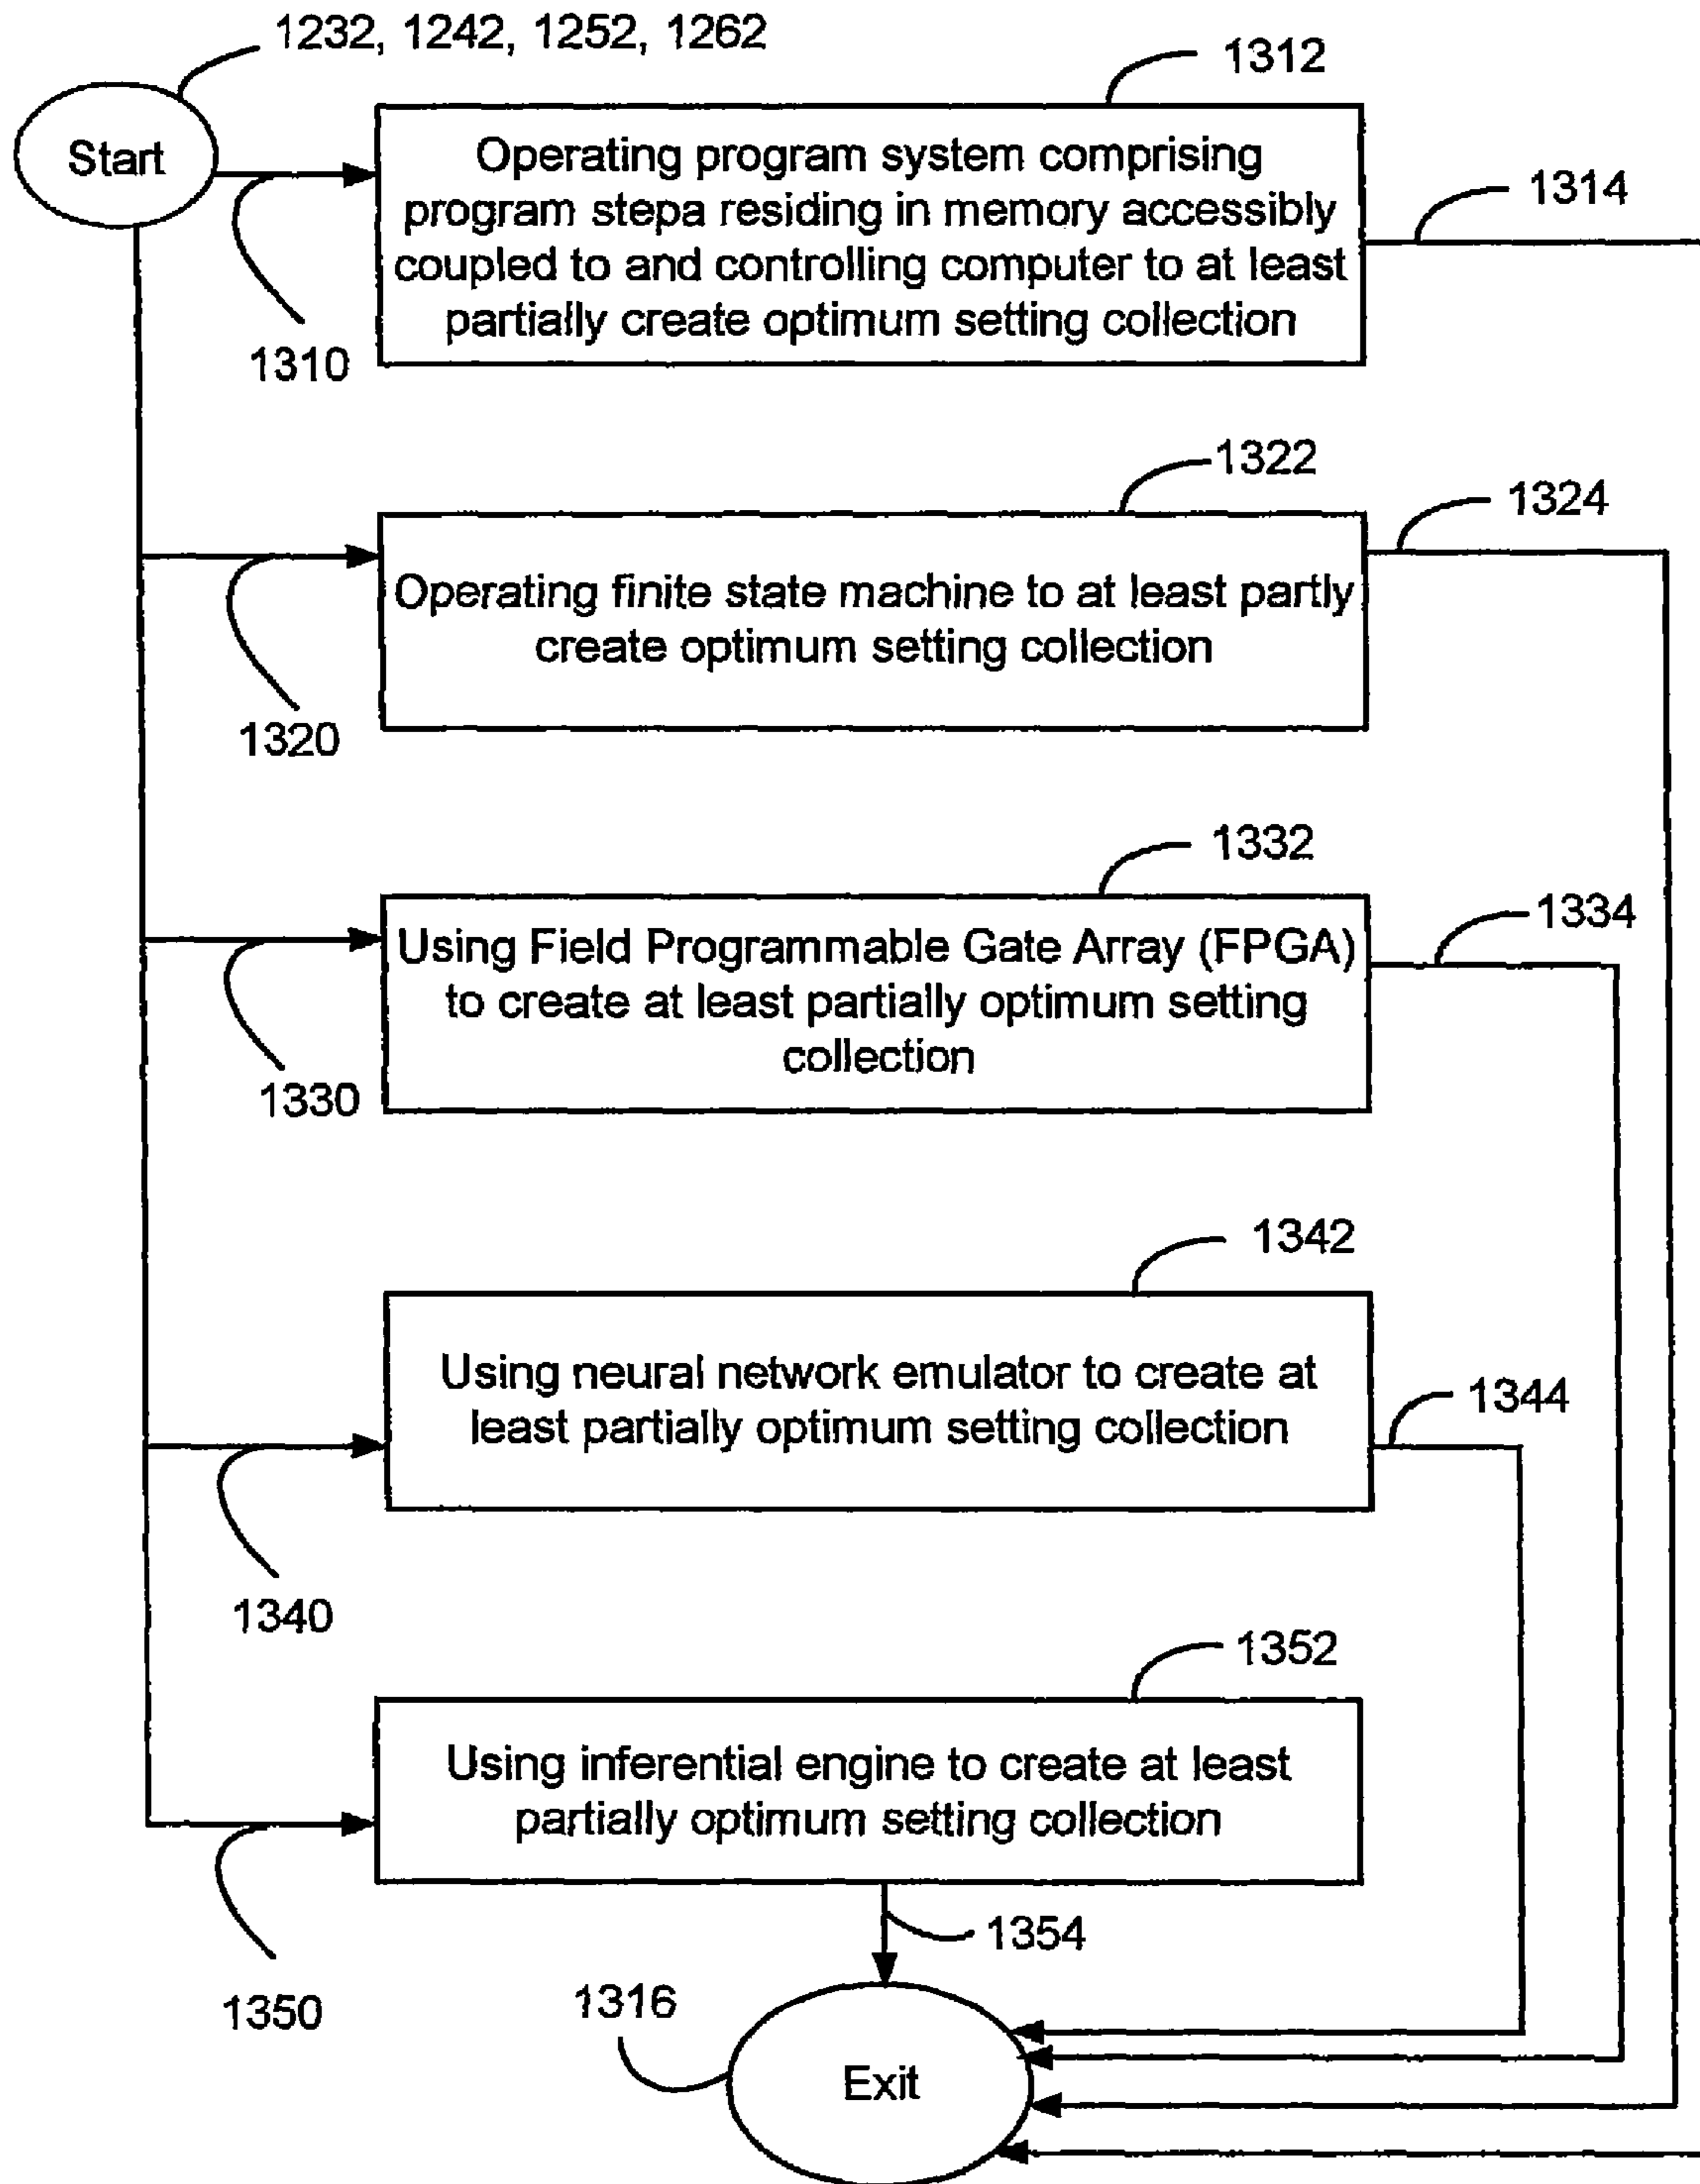 1232, 1242, 1252, 1262
Start
1312
Operating program system comprising
program stepa residing in memory accessibly
coupled to and controlling computer to at least
partially create optimum setting collection
1314
1310
1322
1324
Operating finite state machine to at least partly
create optimum setting collection
1320
1332
1334
Using Field Programmable Gate Array (FPGA)
to create at least partially optimum setting
collection
1330
1342
Using neural network emulator to create at
least partially optimum setting collection
1344
1340
1352
Using inferential engine to create at least
partially optimum setting collection
1354
1350
1316
Exit